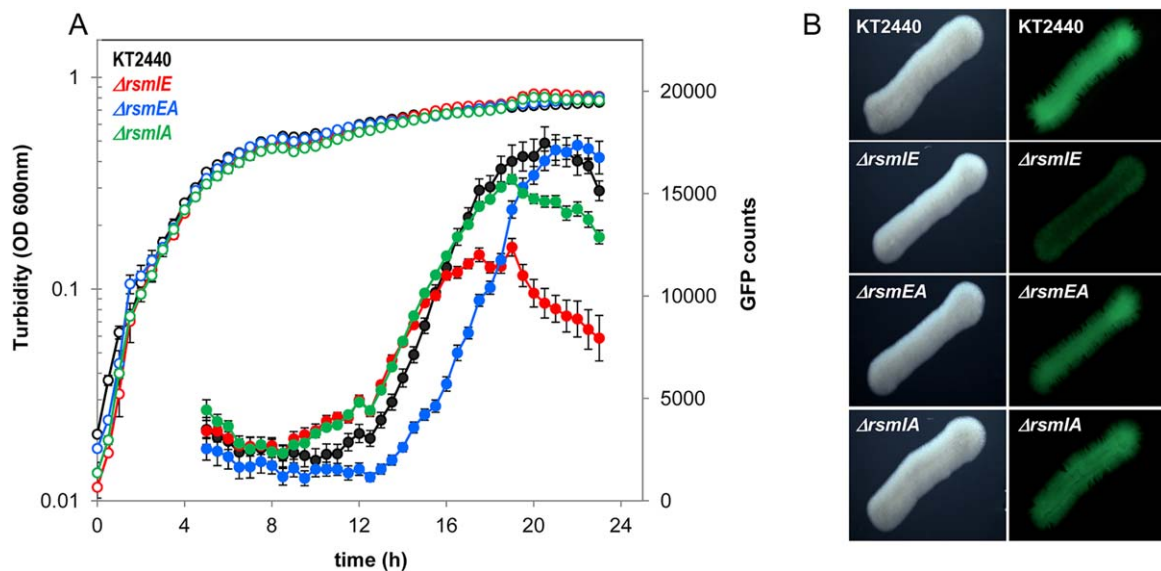 A
B
KT2440
ΔrsmIE
ΔrsmEA
ΔrsmIA
Turbidity (OD 600nm)
1
0.1
0.01
0 4 8 12 16 20 24
time (h)
20000
15000
10000
5000
0
GFP counts
KT2440 KT2440
ΔrsmIE ΔrsmIE
ΔrsmEA ΔrsmEA
ΔrsmIA ΔrsmIA